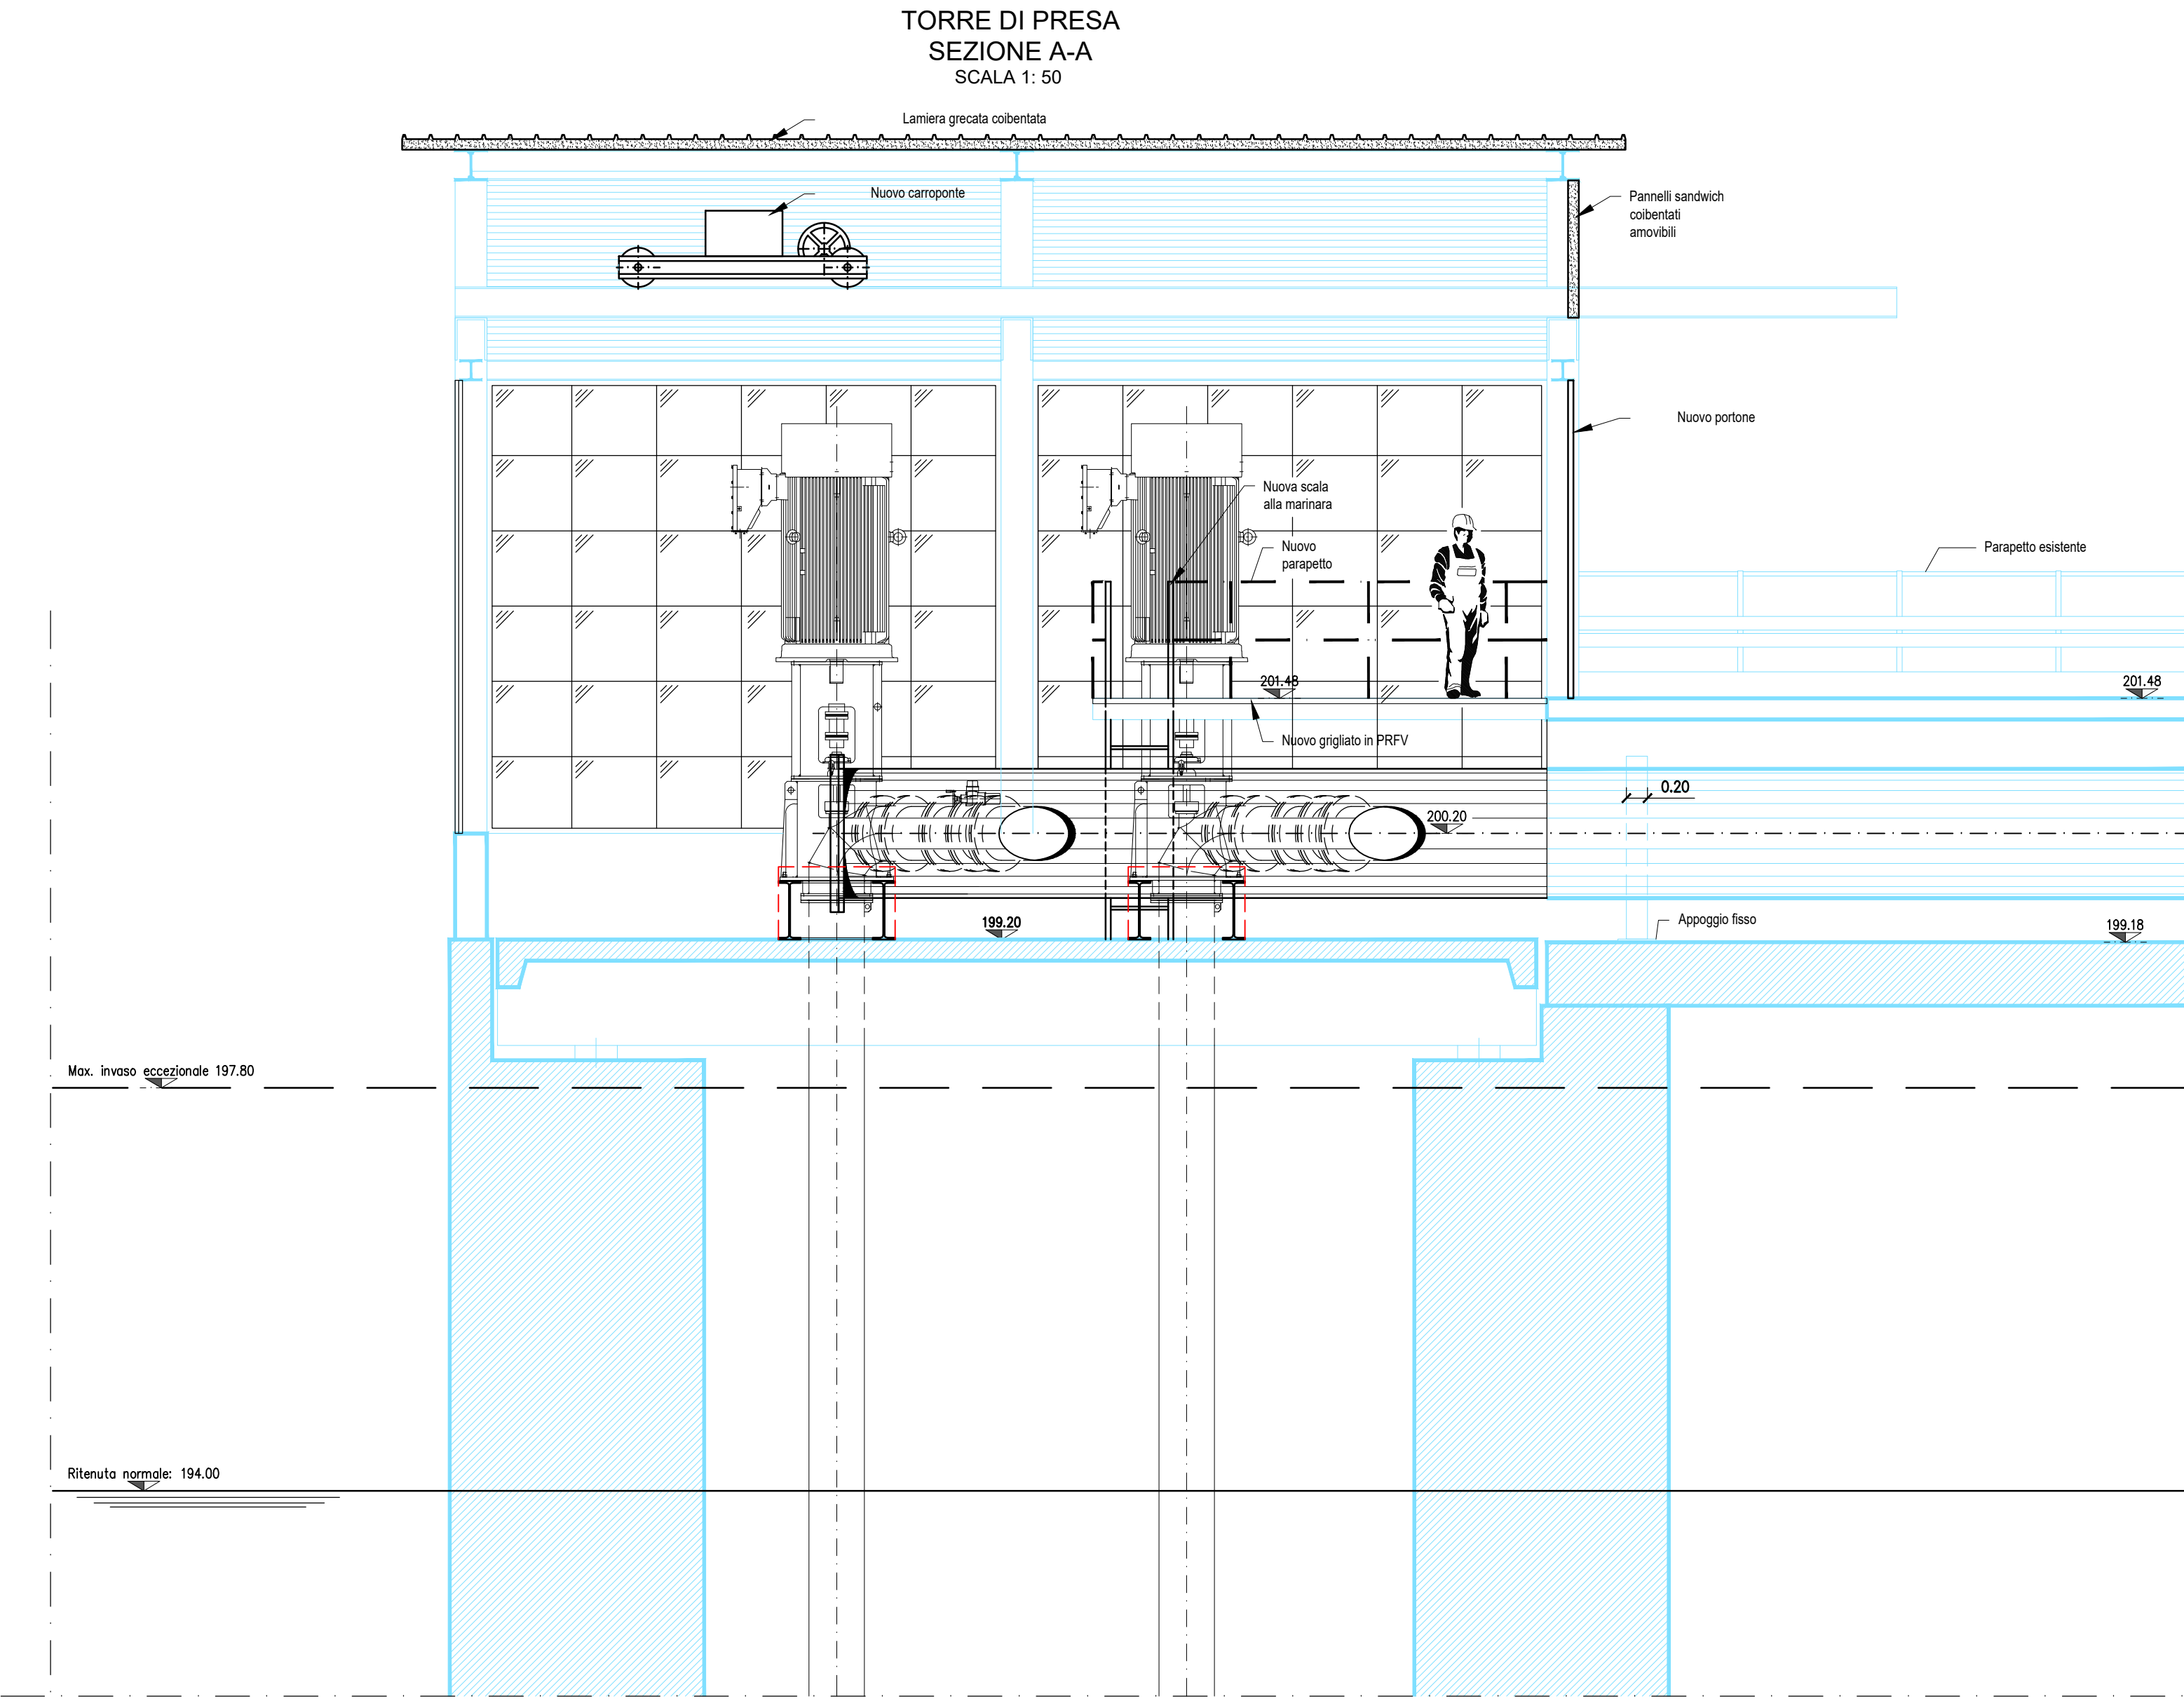 TORRE DI PRESA
SEZIONE A-A
SCALA 1: 50
Lamiera grecata coibentata
Nuovo carroponte
Pannelli sandwich
coibentati
amovibili
Nuovo portone
Nuova scala
alla marinara
Nuovo
parapetto
Parapetto esistente
201.48
201.48
Nuovo grigliato in PRFV
0.20
200.20
Appoggio fisso
199.20
199.18
Max. invaso eccezionale 197.80
Ritenuta normale: 194.00